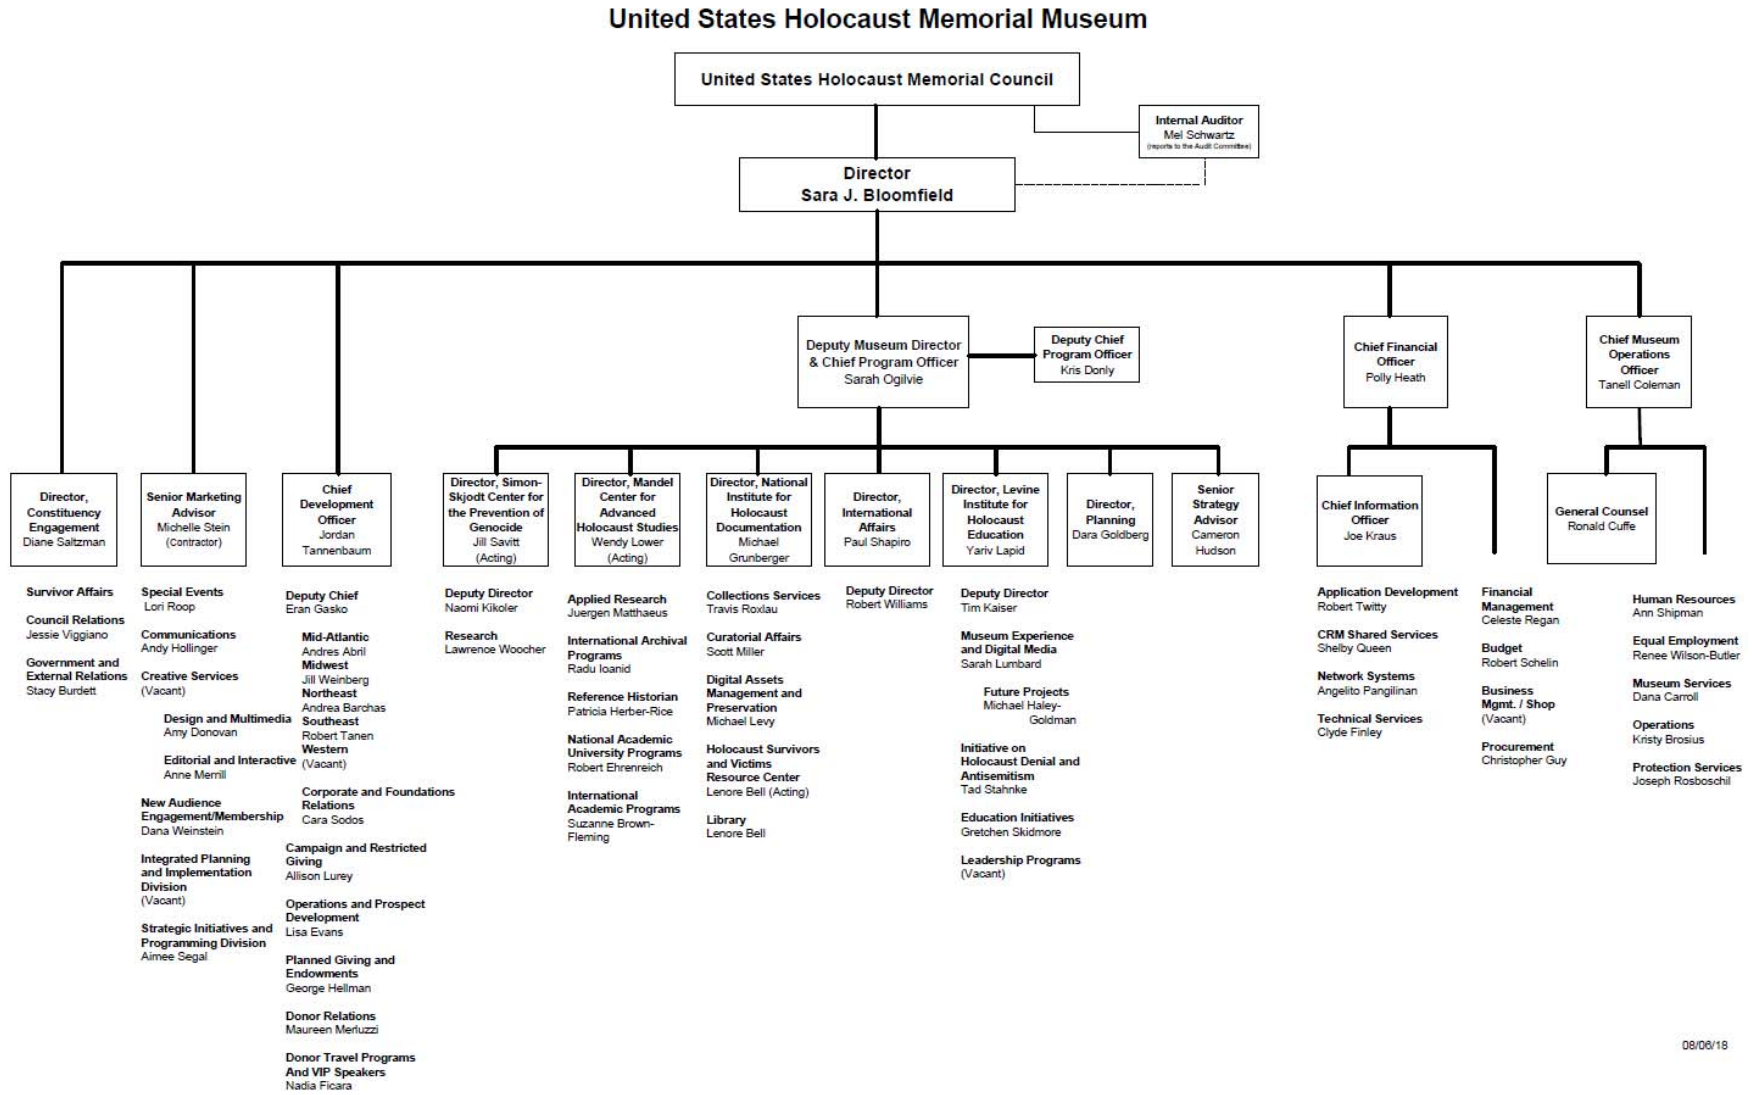 United States Holocaust Memorial Museum
United States Holocaust Memorial Council
Internal Auditor
Mel Schwartz
(reports to the Audit Committee)
Director
Sara J. Bloomfield
Deputy Museum Director
& Chief Program Officer
Sarah Ogilvie
Deputy Chief
Program Officer
Kris Donly
Chief Financial
Officer
Polly Heath
Chief Museum
Operations
Officer
Tanell Coleman
Director,
Constituency
Engagement
Diane Saltzman
Senior Marketing
Advisor
Michelle Stein
(Contractor)
Chief
Development
Officer
Jordan
Tannenbaum
Director, Simon-
Skjodt Center for
the Prevention of
Genocide
Jill Savitt
(Acting)
Director, Mandel
Center for
Advanced
Holocaust Studies
Wendy Lower
(Acting)
Director, National
Institute for
Holocaust
Documentation
Michael
Grunberger
Director,
International
Affairs
Paul Shapiro
Director, Levine
Institute for
Holocaust
Education
Yariv Lapid
Director,
Planning
Dara Goldberg
Senior
Strategy
Advisor
Cameron
Hudson
Chief Information
Officer
Joe Kraus
General Counsel
Ronald Cuffe
Survivor Affairs
Council Relations
Jessie Viggiano
Government and
External Relations
Stacy Burdett
Special Events
Lori Roop
Communications
Andy Hollinger
Creative Services
(Vacant)
Design and Multimedia
Amy Donovan
Editorial and Interactive
Anne Merrill
New Audience
Engagement/Membership
Dana Weinstein
Integrated Planning
and Implementation
Division
(Vacant)
Strategic Initiatives and
Programming Division
Aimee Segal
Deputy Chief
Eran Gasko
Mid-Atlantic
Andres Abril
Midwest
Jill Weinberg
Northeast
Andrea Barchas
Southeast
Robert Tanen
Western
(Vacant)
Corporate and Foundations
Relations
Cara Sodos
Campaign and Restricted
Giving
Allison Lurey
Operations and Prospect
Development
Lisa Evans
Planned Giving and
Endowments
George Hellman
Donor Relations
Maureen Merluzzi
Donor Travel Programs
And VIP Speakers
Nadia Ficara
Deputy Director
Naomi Kikoler
Research
Lawrence Woocher
Applied Research
Juergen Matthaeus
International Archival
Programs
Radu Ioanid
Reference Historian
Patricia Herber-Rice
National Academic
University Programs
Robert Ehrenreich
International
Academic Programs
Suzanne Brown-
Fleming
Collections Services
Travis Roxlau
Curatorial Affairs
Scott Miller
Digital Assets
Management and
Preservation
Michael Levy
Holocaust Survivors
and Victims
Resource Center
Lenore Bell (Acting)
Library
Lenore Bell
Deputy Director
Robert Williams
Deputy Director
Tim Kaiser
Museum Experience
and Digital Media
Sarah Lumbard
Future Projects
Michael Haley-
Goldman
Initiative on
Holocaust Denial and
Antisemitism
Tad Stahnke
Education Initiatives
Gretchen Skidmore
Leadership Programs
(Vacant)
Application Development
Robert Twitty
CRM Shared Services
Shelby Queen
Network Systems
Angelito Pangilinan
Technical Services
Clyde Finley
Financial
Management
Celeste Regan
Budget
Robert Schelin
Business
Mgmt. / Shop
(Vacant)
Procurement
Christopher Guy
Human Resources
Ann Shipman
Equal Employment
Renee Wilson-Butler
Museum Services
Dana Carroll
Operations
Kristy Brosius
Protection Services
Joseph Rosboschil
08/06/18